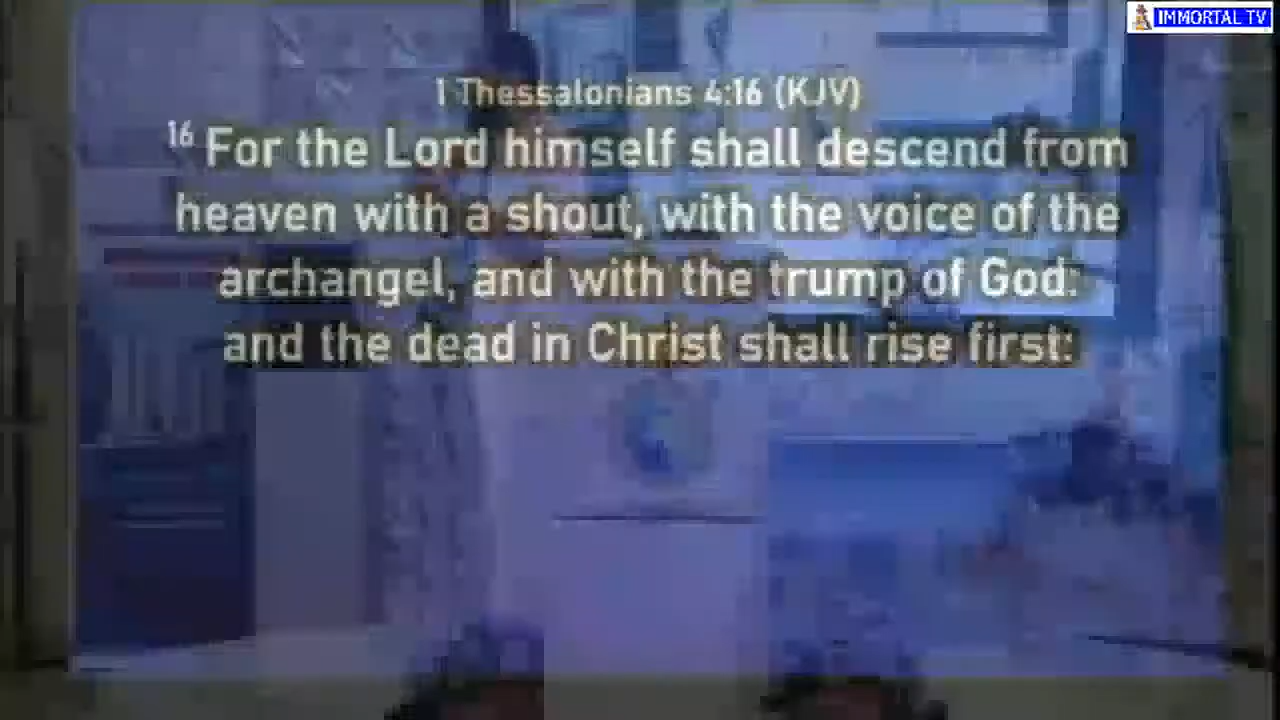 IMMORTAL TV
1 Thessalonians 4:16 (KJV)
16 For the Lord himself shall descend from
heaven with a shout, with the voice of the
archangel, and with the trump of God:
and the dead in Christ shall rise first: